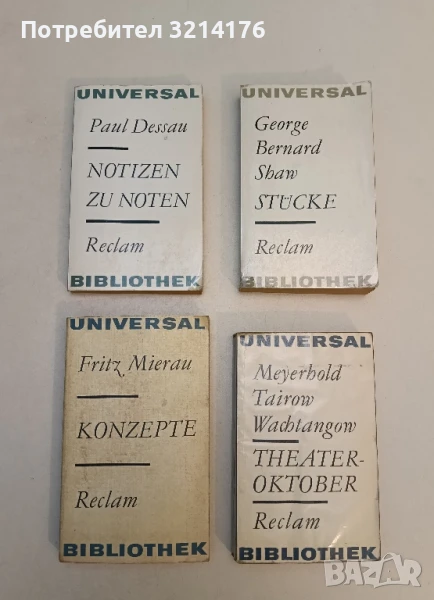 Потребител 3214176
UNIVERSAL
Paul Dessau
NOTIZEN
ZU NOTEN
Reclam
BIBLIOTHEK
UNIVERSAL
George
Bernard
Shaw
STÜCKE
Reclam
BIBLIOTHEK
UNIVERSAL
Fritz Mierau
KONZEPTE
Reclam
BIBLIOTHEK
UNIVERSAL
Meyerhold
Tairow
Wachtangow
THEATER-
OKTOBER
Reclam
BIBLIOTHEK
BAZAR